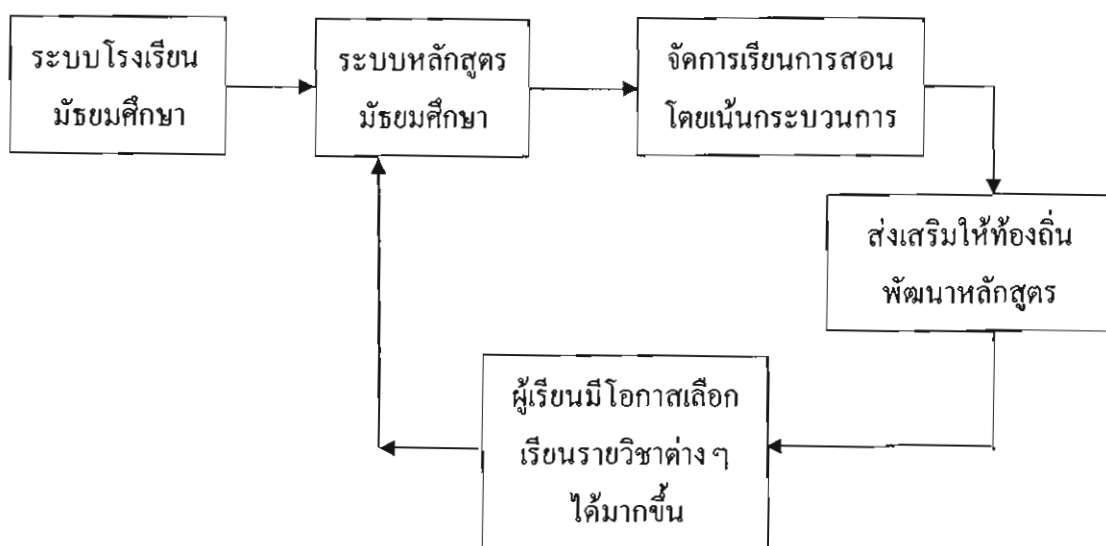 ระบบโรงเรียน
มัธยมศึกษา
ระบบหลักสูตร
มัธยมศึกษา
จัดการเรียนการสอน
โดยเน้นกระบวนการ
ส่งเสริมให้ท้องถิ่น
พัฒนาหลักสูตร
ผู้เรียนมีโอกาสเลือก
เรียนรายวิชาต่าง ๆ
ได้มากขึ้น